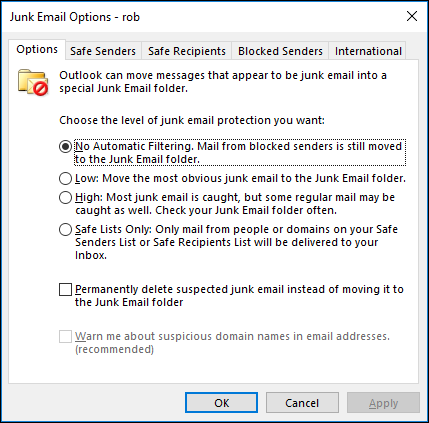 Junk Email Options - rob
Options Safe Senders Safe Recipients Blocked Senders International
Outlook can move messages that appear to be junk email into a
special Junk Email folder.
Choose the level of junk email protection you want:
No Automatic Filtering. Mail from blocked senders is still moved
to the Junk Email folder.
Low: Move the most obvious junk email to the Junk Email folder.
High: Most junk email is caught, but some regular mail may be
caught as well. Check your Junk Email folder often.
Safe Lists Only: Only mail from people or domains on your Safe
Senders List or Safe Recipients List will be delivered to your
Inbox.
Permanently delete suspected junk email instead of moving it to
the Junk Email folder
Warn me about suspicious domain names in email addresses.
(recommended)
OK Cancel Apply